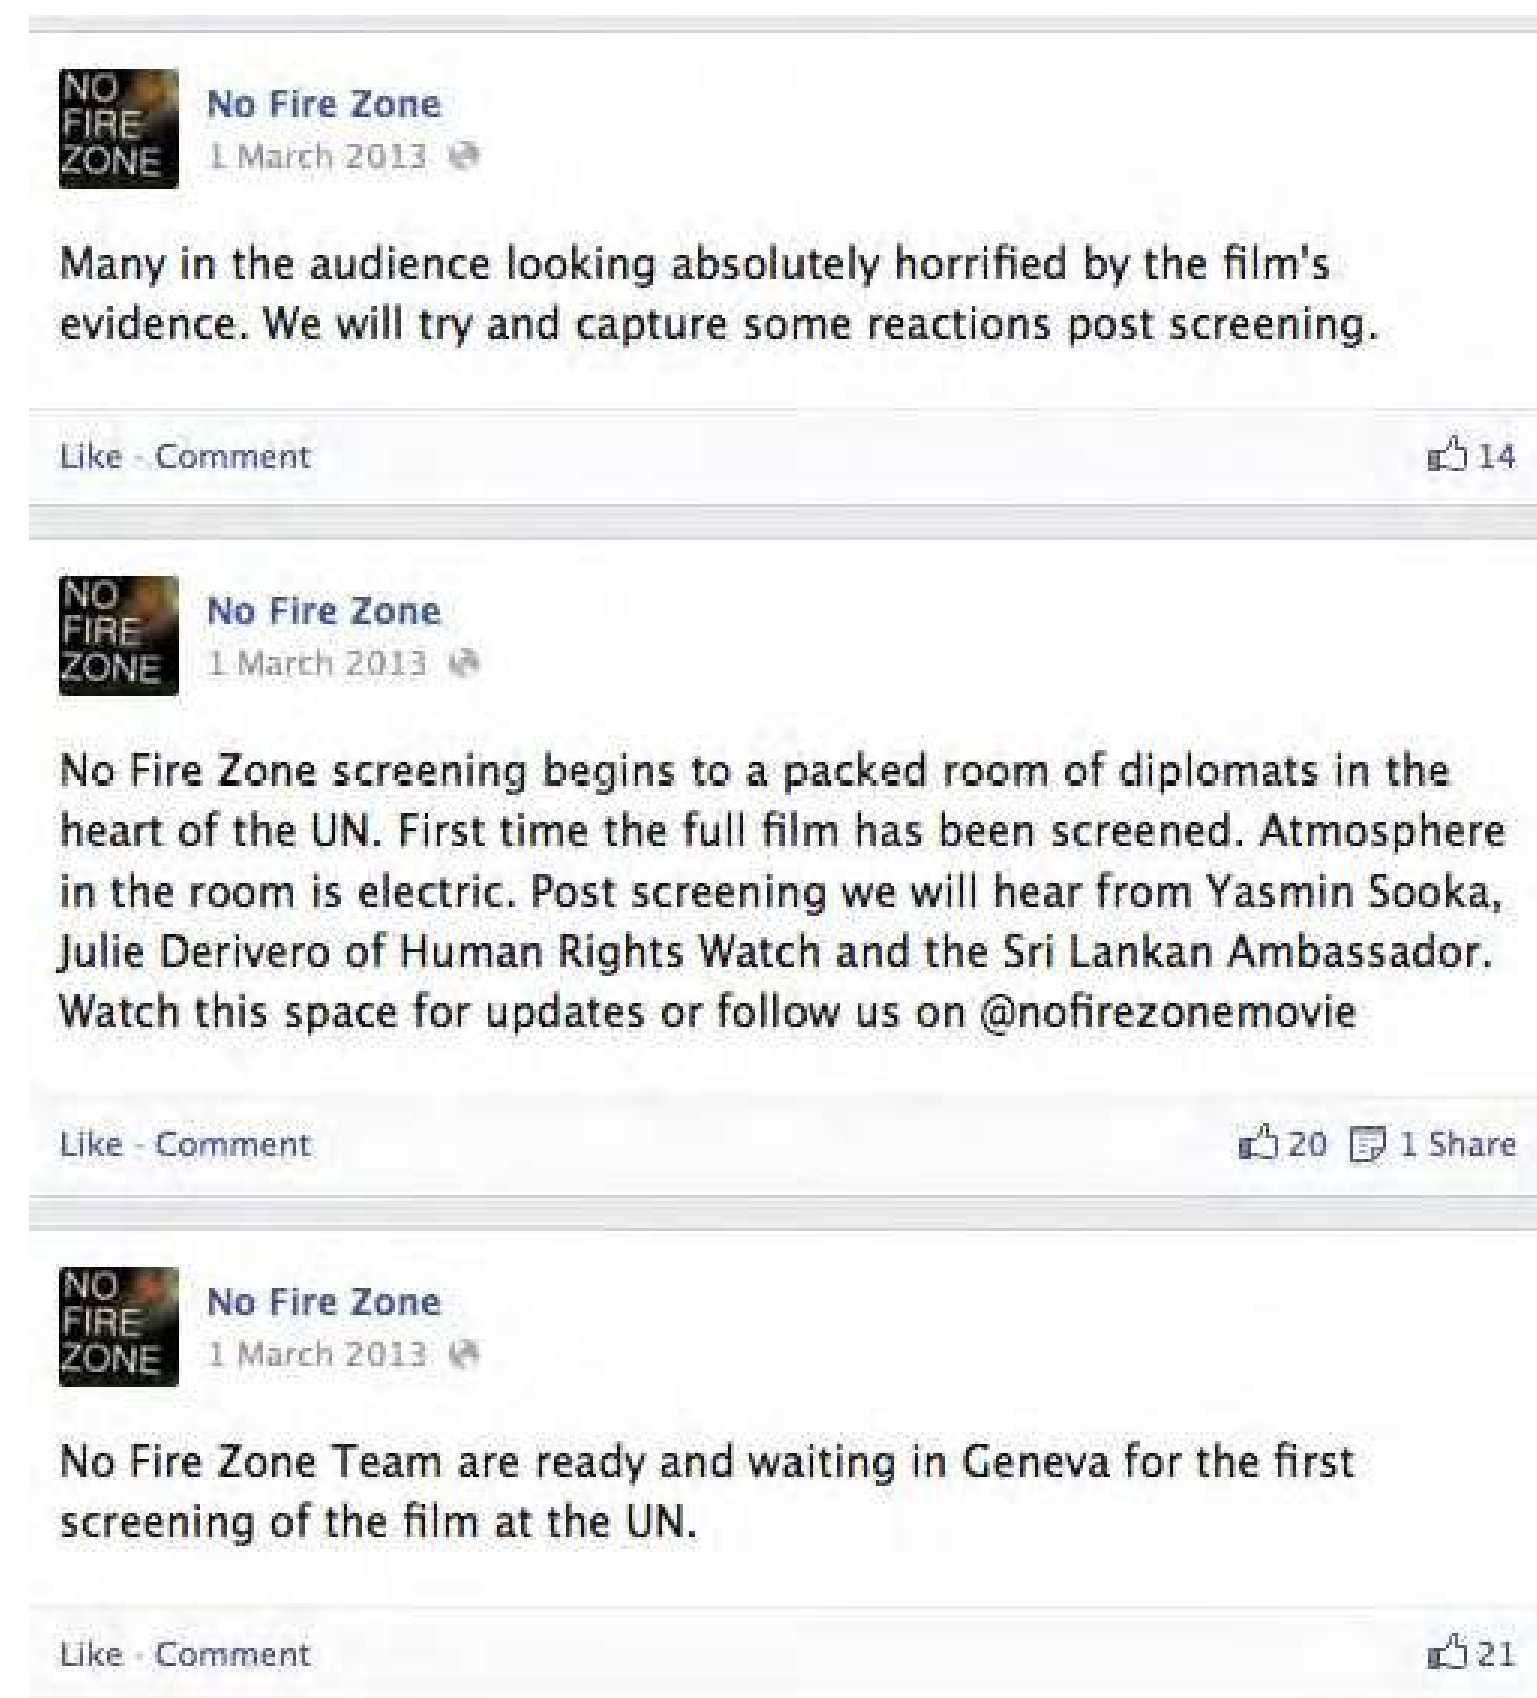 NO
FIRE
ZONE
No Fire Zone
1 March 2013
Many in the audience looking absolutely horrified by the film's
evidence. We will try and capture some reactions post screening.
Like - Comment
14
NO
FIRE
ZONE
No Fire Zone
1 March 2013
No Fire Zone screening begins to a packed room of diplomats in the
heart of the UN. First time the full film has been screened. Atmosphere
in the room is electric. Post screening we will hear from Yasmin Sooka,
Julie Derivero of Human Rights Watch and the Sri Lankan Ambassador.
Watch this space for updates or follow us on @nofirezonemovie
Like - Comment
20 1 Share
NO
FIRE
ZONE
No Fire Zone
1 March 2013
No Fire Zone Team are ready and waiting in Geneva for the first
screening of the film at the UN.
Like - Comment
21